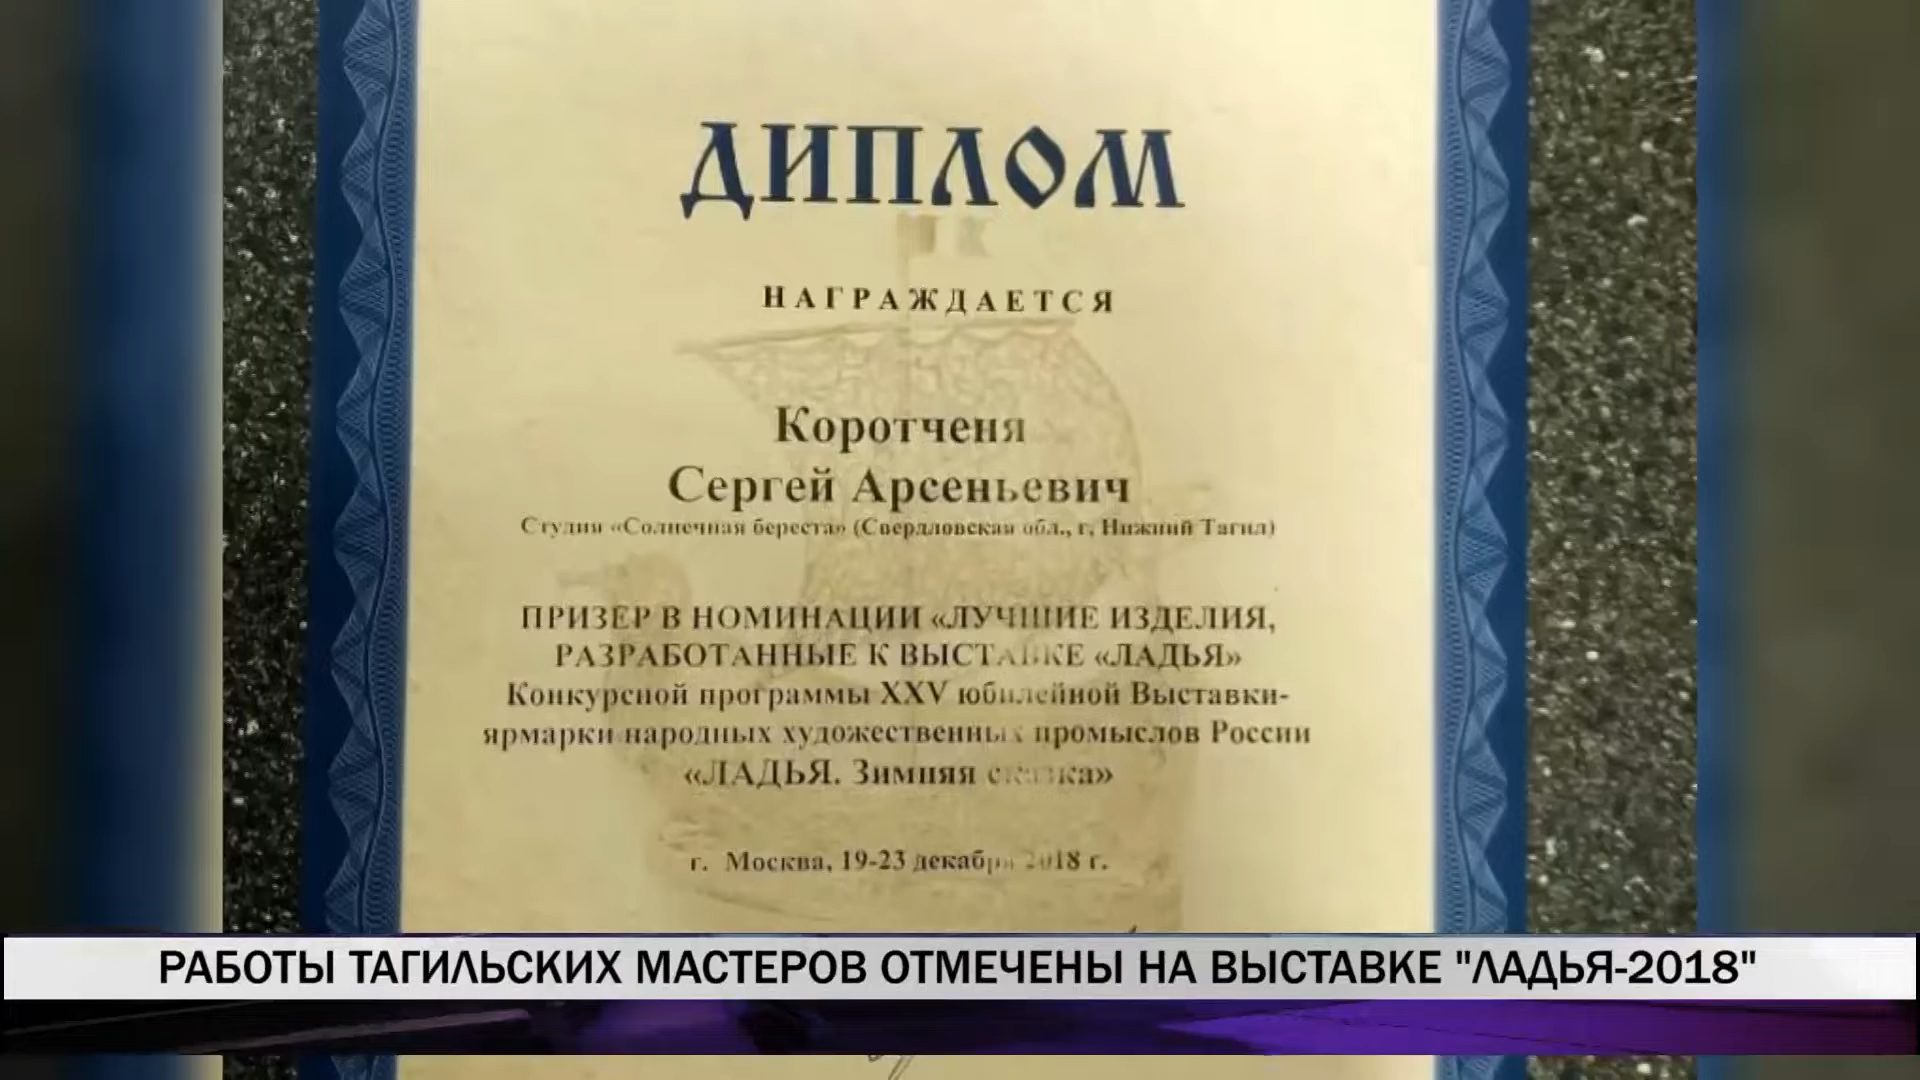 ДИПЛОМ
НАГРАЖДАЕТСЯ
Коротченя
Сергей Арсеньевич
Студия «Солнечная береста» (Свердловская обл., г. Нижний Тагил)
ПРИЗЕР В НОМИНАЦИИ «ЛУЧШИЕ ИЗДЕЛИЯ,
РАЗРАБОТАННЫЕ К ВЫСТАВКЕ «ЛАДЬЯ»
Конкурсной программы XXV юбилейной Выставки-
ярмарки народных художественных промыслов России
«ЛАДЬЯ. Зимняя сказка»
г. Москва, 19-23 декабря 2018 г.
РАБОТЫ ТАГИЛЬСКИХ МАСТЕРОВ ОТМЕЧЕНЫ НА ВЫСТАВКЕ "ЛАДЬЯ-2018"